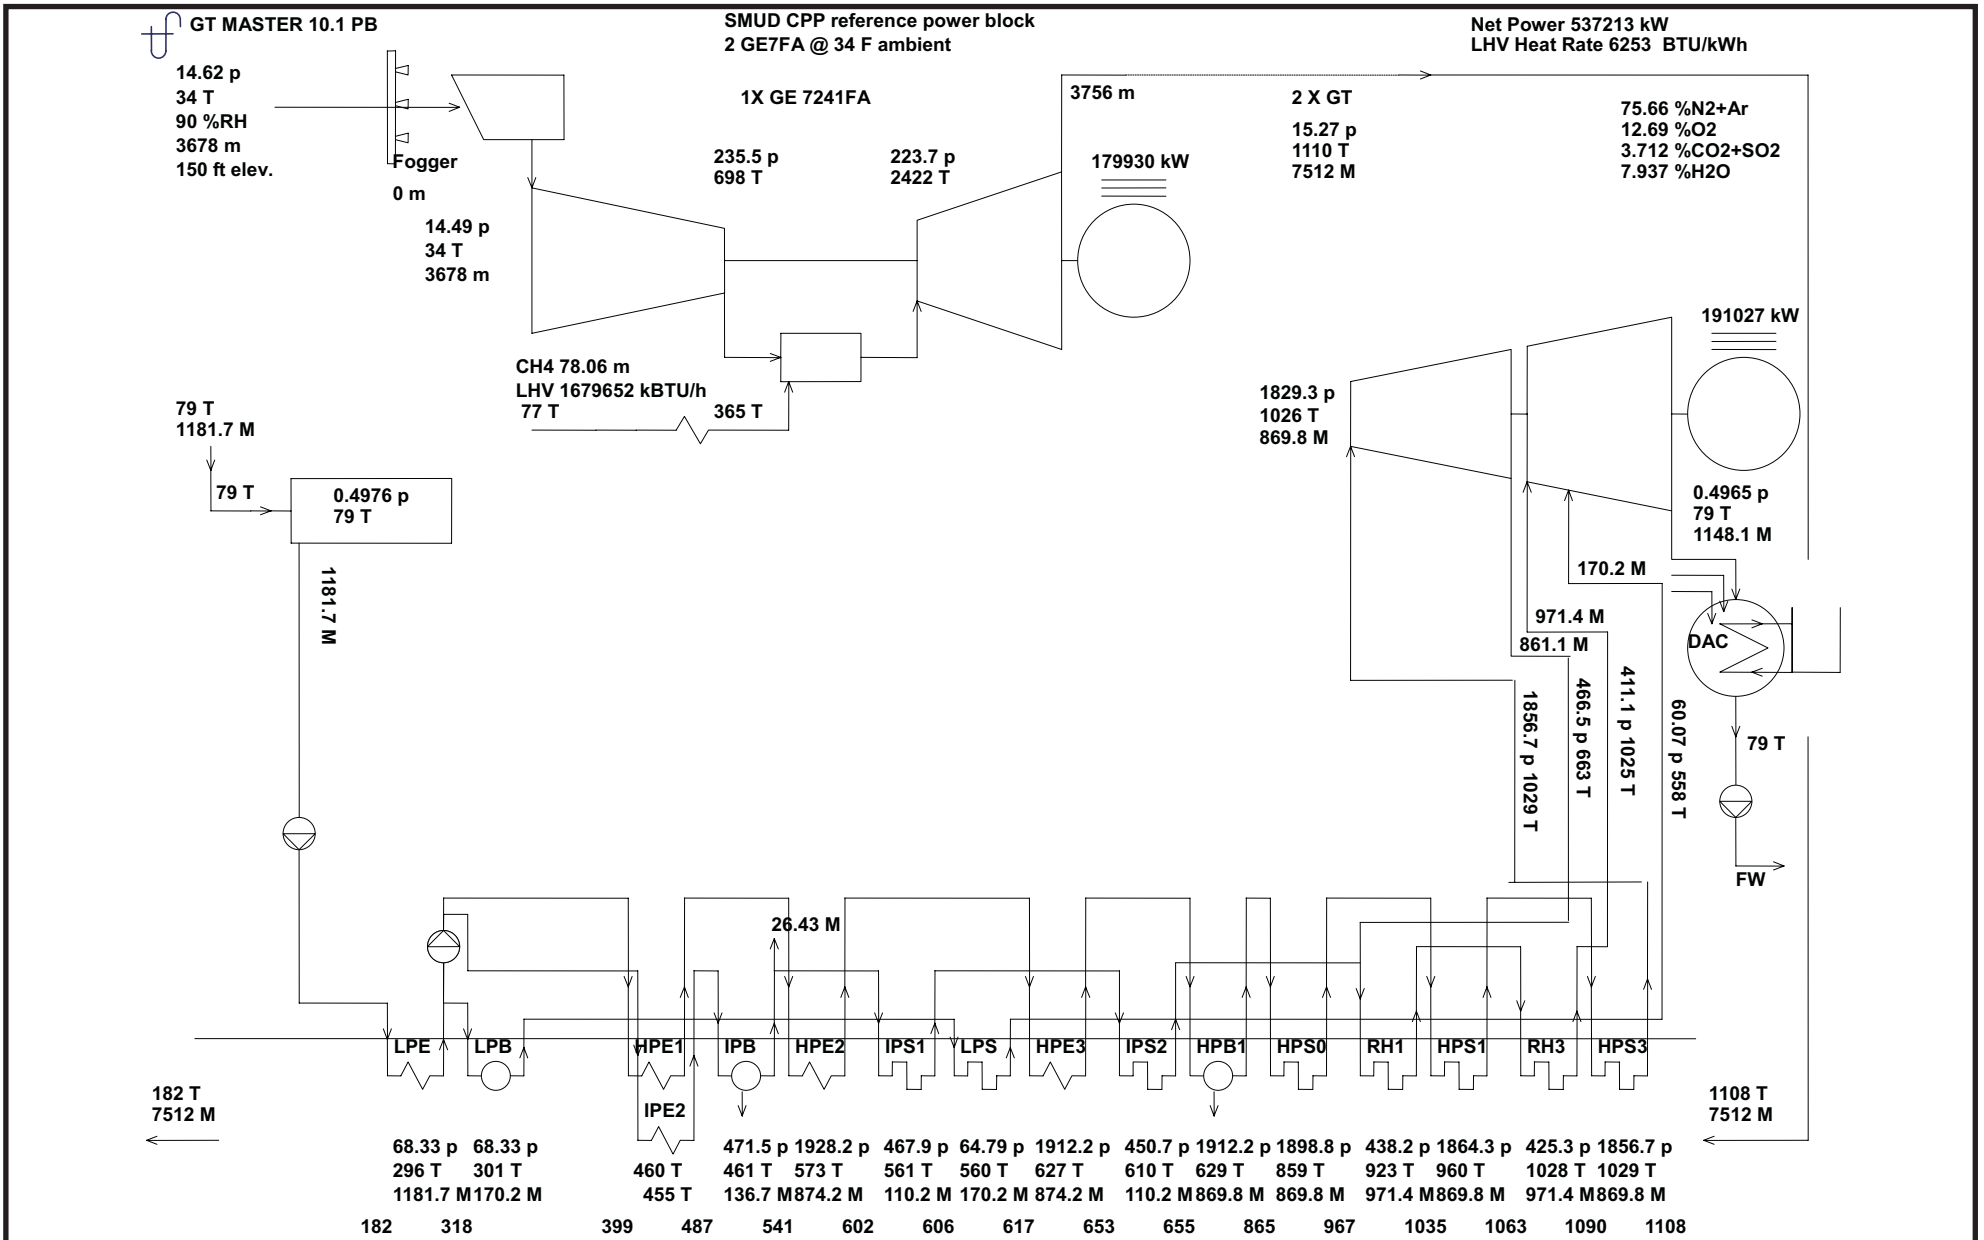 GT MASTER 10.1 PB
SMUD CPP reference power block
2 GE7FA @ 34 F ambient
Net Power 537213 kW
LHV Heat Rate 6253 BTU/kWh
14.62 p
34 T
90 %RH
3678 m
150 ft elev.
Fogger
0 m
1X GE 7241FA
235.5 p
698 T
223.7 p
2422 T
3756 m
179930 kW
2 X GT
15.27 p
1110 T
7512 M
75.66 %N2+Ar
12.69 %O2
3.712 %CO2+SO2
7.937 %H2O
14.49 p
34 T
3678 m
CH4 78.06 m
LHV 1679652 kBTU/h
77 T
365 T
191027 kW
1829.3 p
1026 T
869.8 M
79 T
1181.7 M
79 T
0.4976 p
79 T
1181.7 M
0.4965 p
79 T
1148.1 M
170.2 M
971.4 M
861.1 M
DAC
1856.7 p 1029 T
466.5 p 663 T
411.1 p 1025 T
60.07 p 558 T
79 T
FW
26.43 M
LPE LPB HPE1 IPB HPE2 IPS1 LPS HPE3 IPS2 HPB1 HPS0 RH1 HPS1 RH3 HPS3
IPE2
182 T
7512 M
1108 T
7512 M
68.33 p 68.33 p 471.5 p 1928.2 p 467.9 p 64.79 p 1912.2 p 450.7 p 1912.2 p 1898.8 p 438.2 p 1864.3 p 425.3 p 1856.7 p
296 T 301 T 460 T 461 T 573 T 561 T 560 T 627 T 610 T 629 T 859 T 923 T 960 T 1028 T 1029 T
1181.7 M 170.2 M 455 T 136.7 M 874.2 M 110.2 M 170.2 M 874.2 M 110.2 M 869.8 M 869.8 M 971.4 M 869.8 M 971.4 M 869.8 M
182 318 399 487 541 602 606 617 653 655 865 967 1035 1063 1090 1108